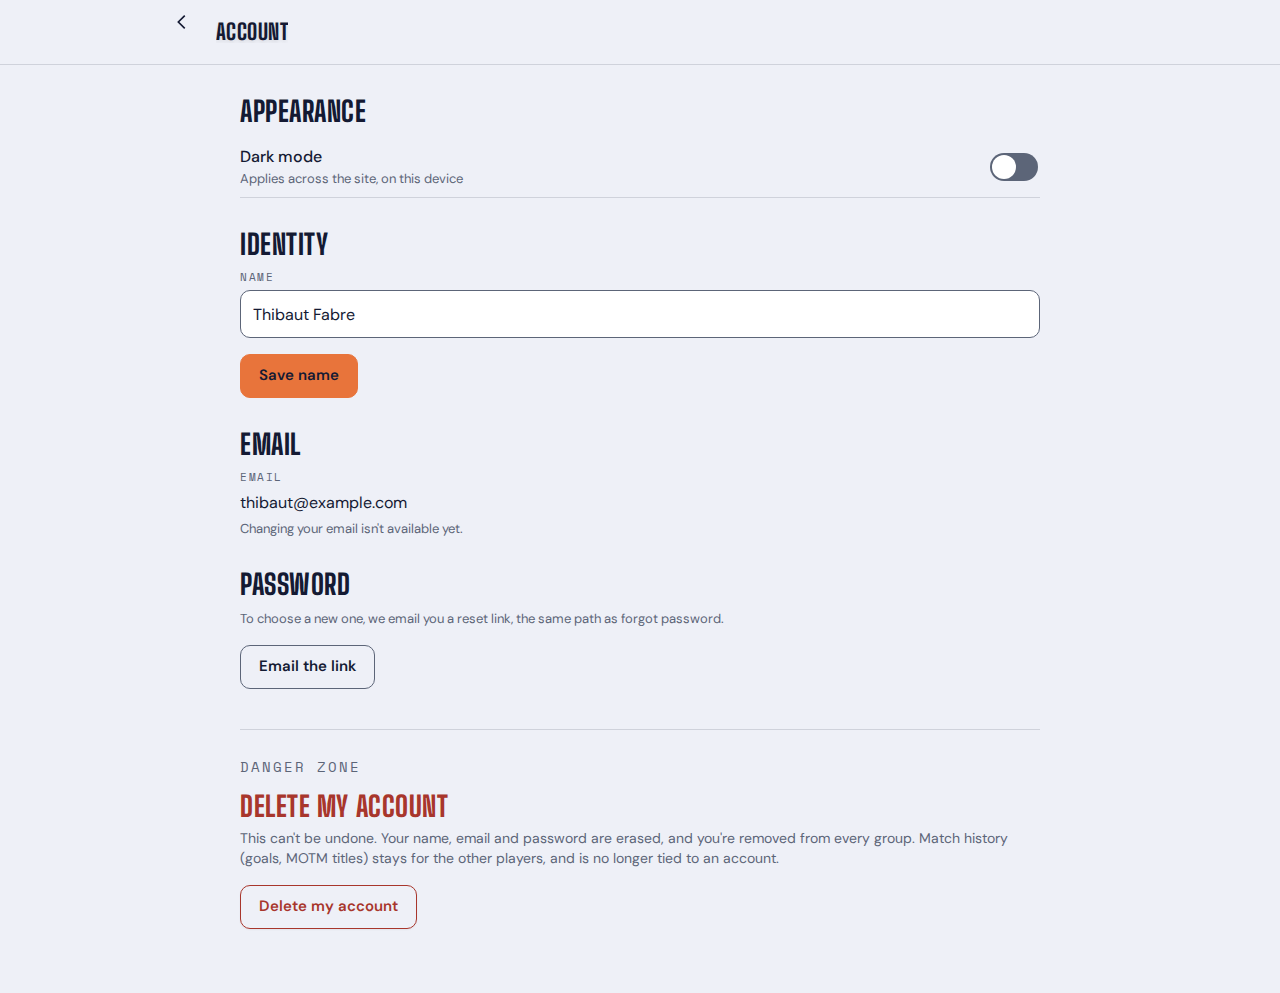 ACCOUNT
APPEARANCE
Dark mode
Applies across the site, on this device
IDENTITY
NAME
Thibaut Fabre
Save name
EMAIL
EMAIL
thibaut@example.com
Changing your email isn't available yet.
PASSWORD
To choose a new one, we email you a reset link, the same path as forgot password.
Email the link
DANGER ZONE
DELETE MY ACCOUNT
This can't be undone. Your name, email and password are erased, and you're removed from every group. Match history
(goals, MOTM titles) stays for the other players, and is no longer tied to an account.
Delete my account